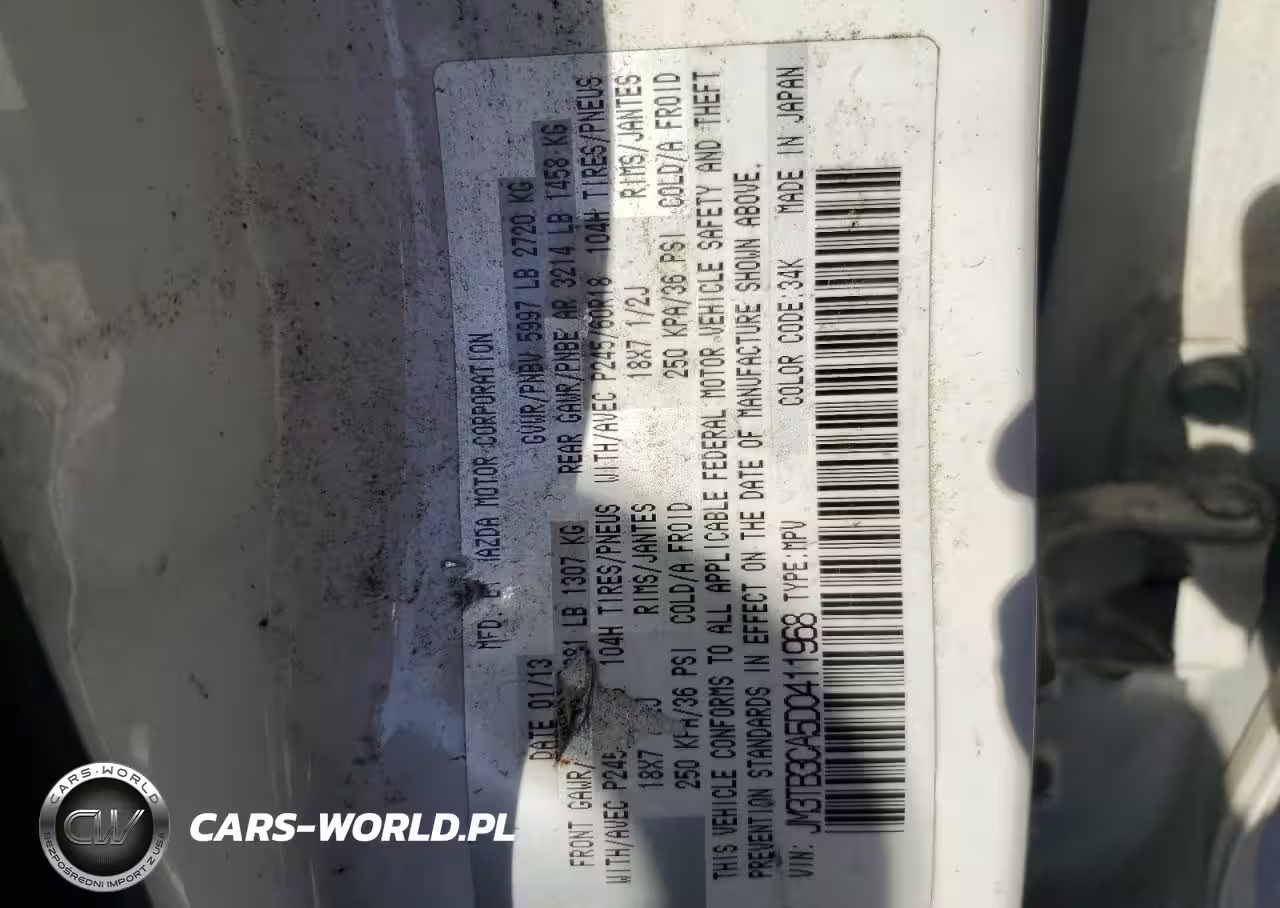 MFD. BY MAZDA MOTOR CORPORATION
DATE 01/13 GVWR/PNBV 5997 LB 2720 KG
FRONT GAWR 81 LB 1307 KG REAR GAWR/PNBE AR 3214 LB 1458 KG
WITH/AVEC P245 104H TIRES/PNEUS WITH/AVEC P245/60R18 104H TIRES/PNEUS
18X7 J RIMS/JANTES 18X7 1/2J RIMS/JANTES
250 KPA/36 PSI COLD/A FROID 250 KPA/36 PSI COLD/A FROID
THIS VEHICLE CONFORMS TO ALL APPLICABLE FEDERAL MOTOR VEHICLE SAFETY AND THEFT
PREVENTION STANDARDS IN EFFECT ON THE DATE OF MANUFACTURE SHOWN ABOVE.
VIN: JM3TB3CA5D0411968 TYPE:MPV COLOR CODE:34K MADE IN JAPAN
CARS-WORLD
CW
BEZPOŚREDNI IMPORT Z USA
CARS-WORLD.PL